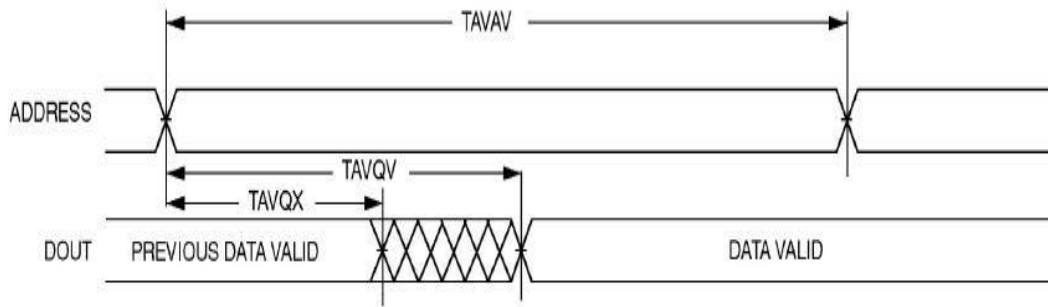 TAVAV
ADDRESS
TAVQV
TAVQX
DOUT PREVIOUS DATA VALID DATA VALID